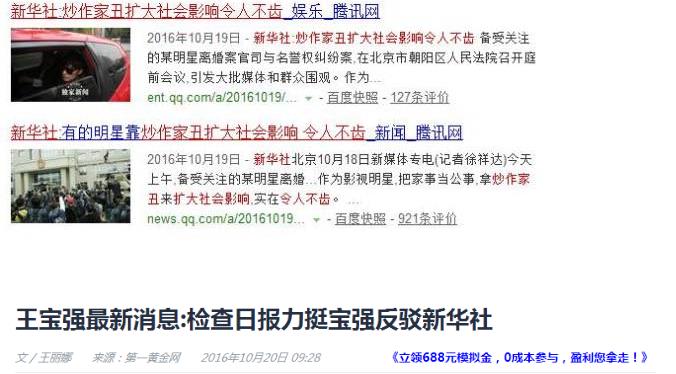 新华社:炒作家丑扩大社会影响令人不齿_娱乐_腾讯网
2016年10月19日 - 新华社:炒作家丑扩大社会影响令人不齿 备受关注
的某明星离婚案官司与名誉权纠纷案,在北京市朝阳区人民法院召开庭
前会议,引发大批媒体和群众围观。作为...
独家新闻
ent.qq.com/a/20161019/... - 百度快照 - 127条评价
新华社:有的明星靠炒作家丑扩大社会影响 令人不齿_新闻_腾讯网
2016年10月19日 - 新华社北京10月18日新媒体专电(记者徐祥达)今天
上午,备受关注的某明星离婚...作为影视明星,把家事当公事,拿炒作家
丑来扩大社会影响,实在令人不齿。 ...
news.qq.com/a/20161019... - 百度快照 - 921条评价
王宝强最新消息:检查日报力挺宝强反驳新华社
文 / 王丽娜 来源：第一黄金网 2016年10月20日 09:28 《立领688元模拟金，0成本参与，盈利您拿走！》